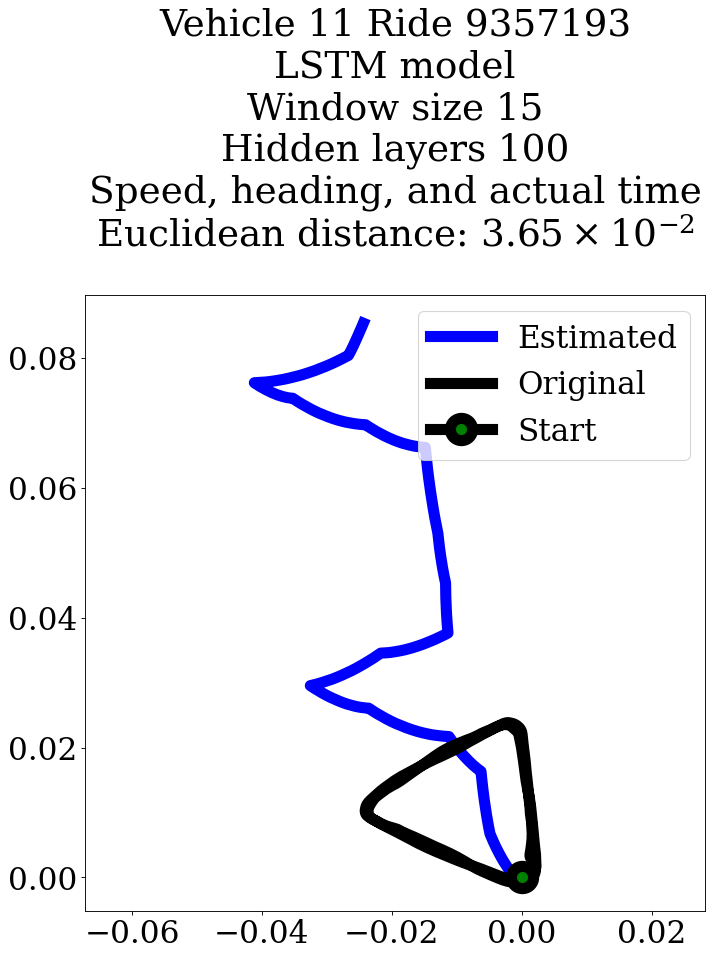 Vehicle 11 Ride 9357193
LSTM model
Window size 15
Hidden layers 100
Speed, heading, and actual time
Euclidean distance: 3.65 × 10⁻²
Estimated
Original
Start
0.08
0.06
0.04
0.02
0.00
−0.06
−0.04
−0.02
0.00
0.02